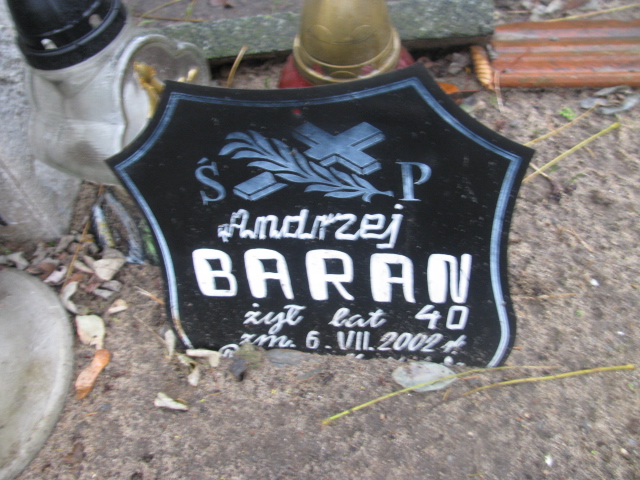 Ś P
Andrzej
BARAN
żył lat 40
zm. 6. VII. 2002 r.